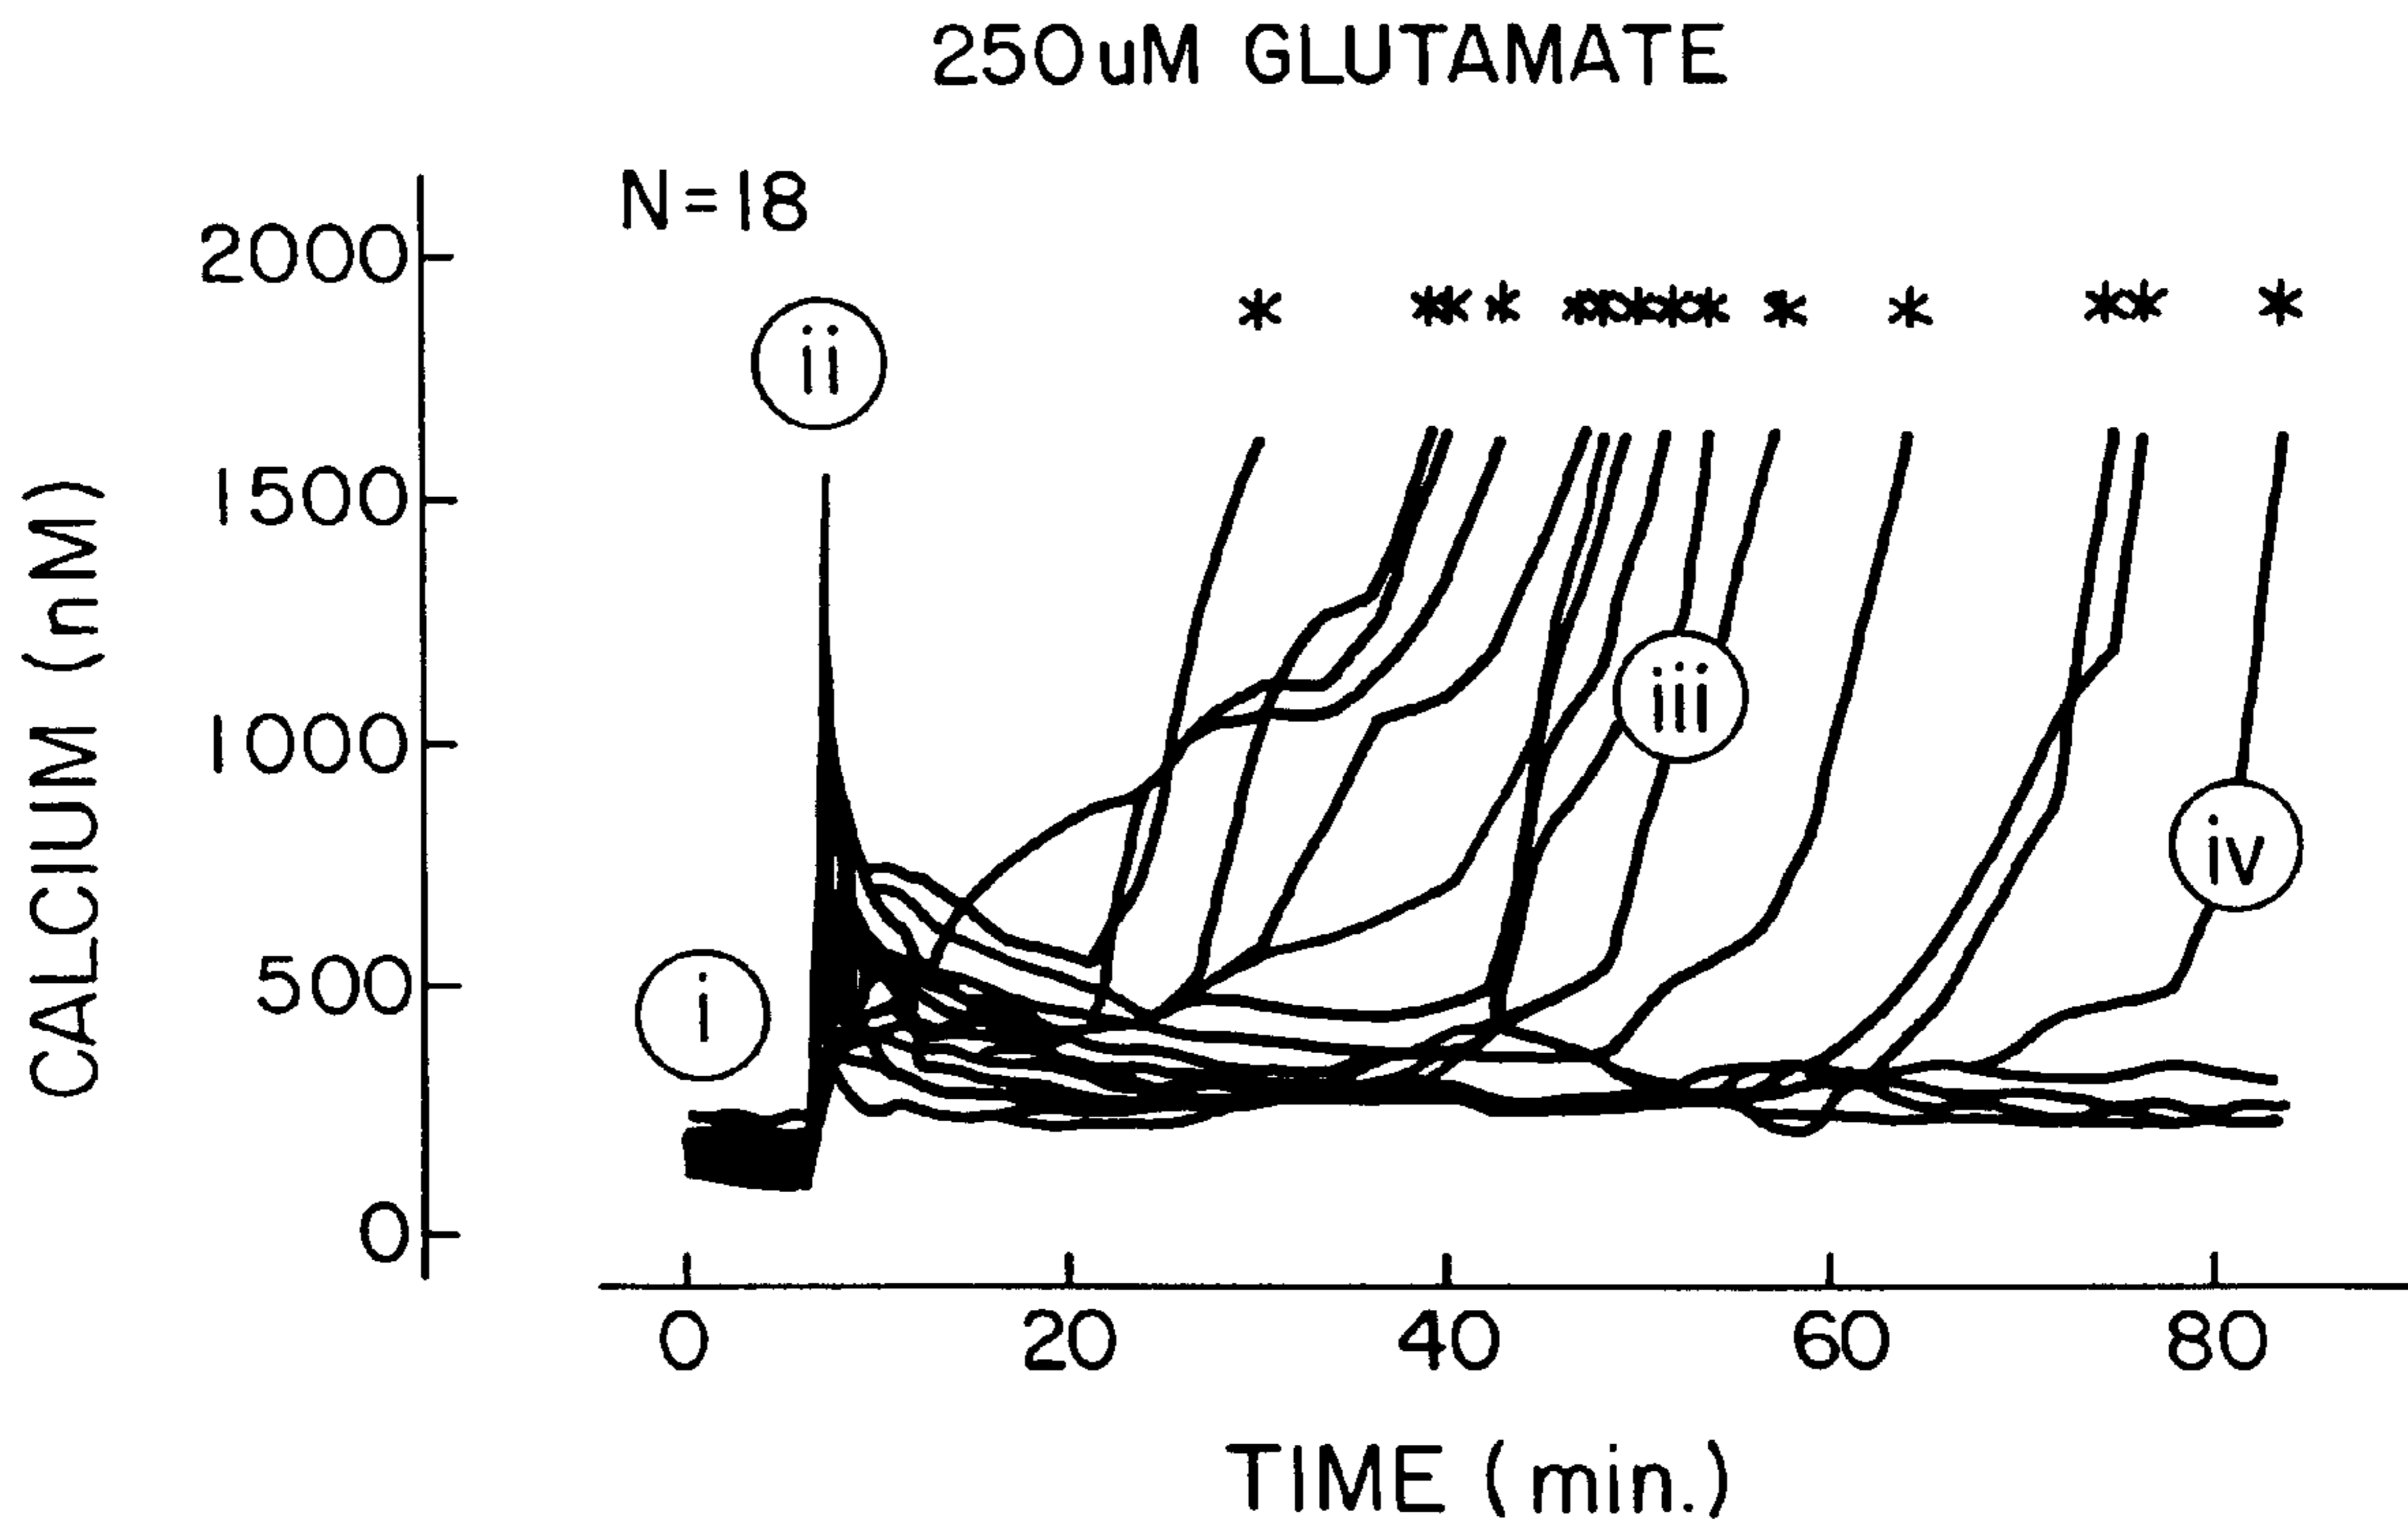 250uM GLUTAMATE
N=18
2000
1500
1000
500
0
CALCIUM (nM)
i
ii
iii
iv
* ** * ***** * * ** *
0 20 40 60 80
TIME (min.)